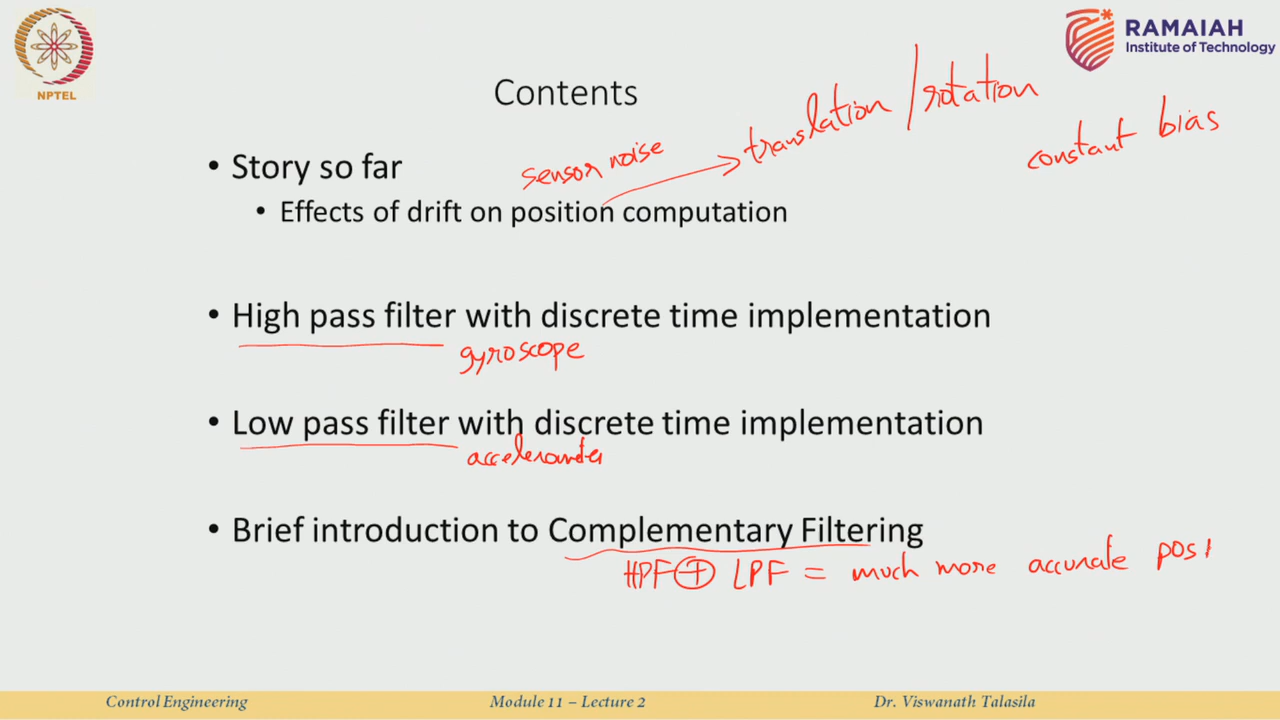 NPTEL
RAMAIAH
Institute of Technology
Contents
translation / rotation
constant bias
• Story so far
sensor noise
• Effects of drift on position computation
• High pass filter with discrete time implementation
gyroscope
• Low pass filter with discrete time implementation
• Brief introduction to Complementary Filtering
HPF + LPF = much more accurate posi
Control Engineering
Module 11 – Lecture 2
Dr. Viswanath Talasila